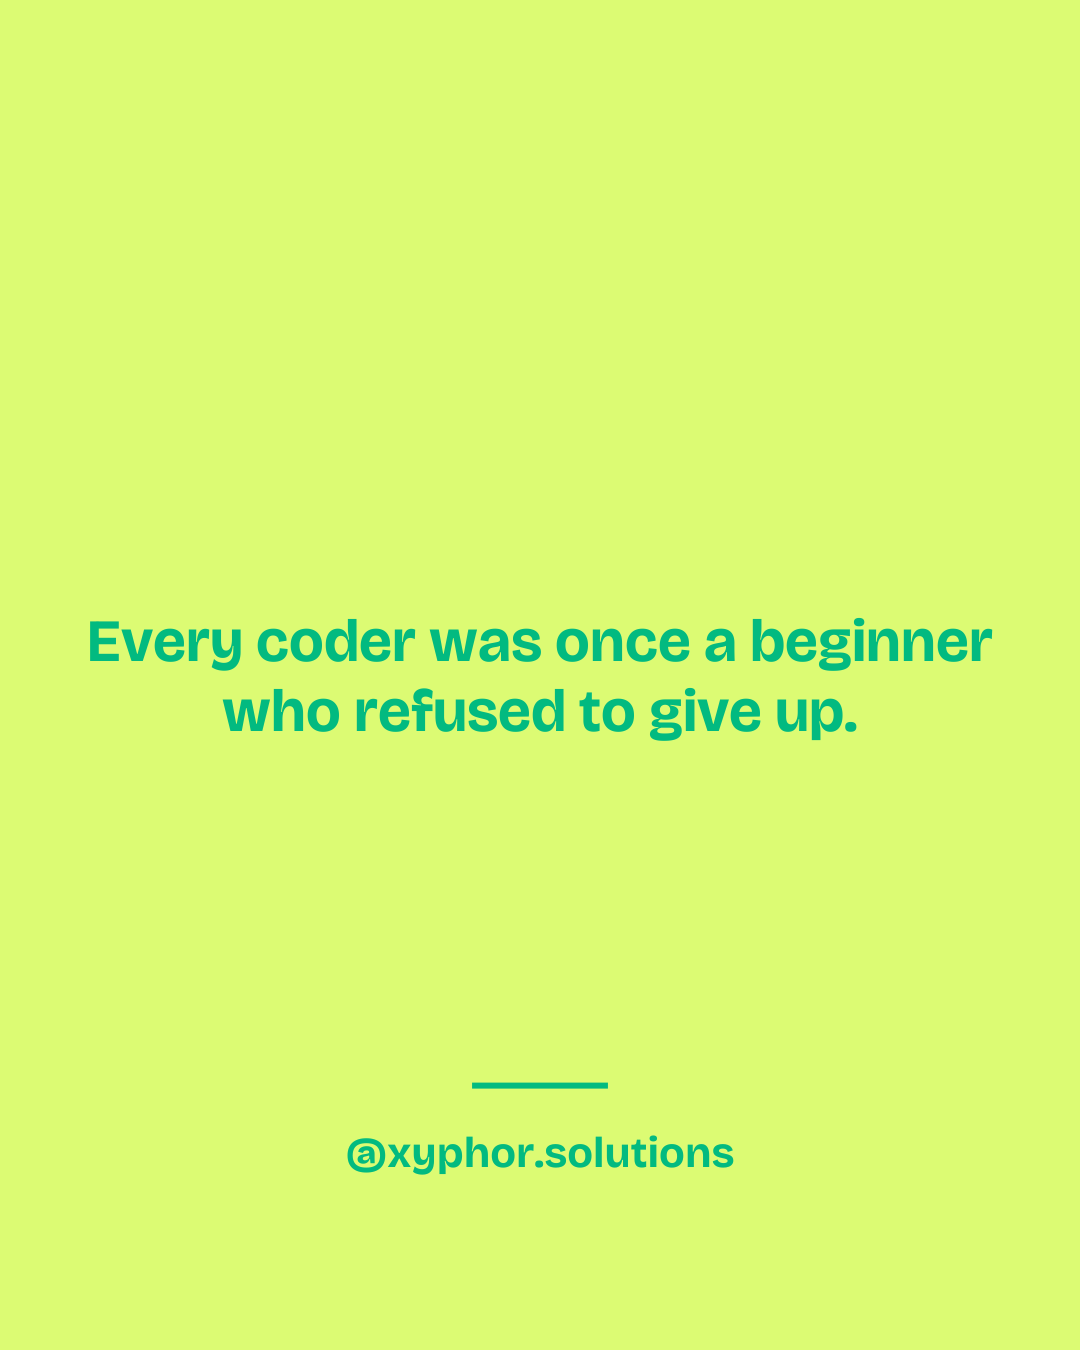 Every coder was once a beginner
who refused to give up.
@xyphor.solutions